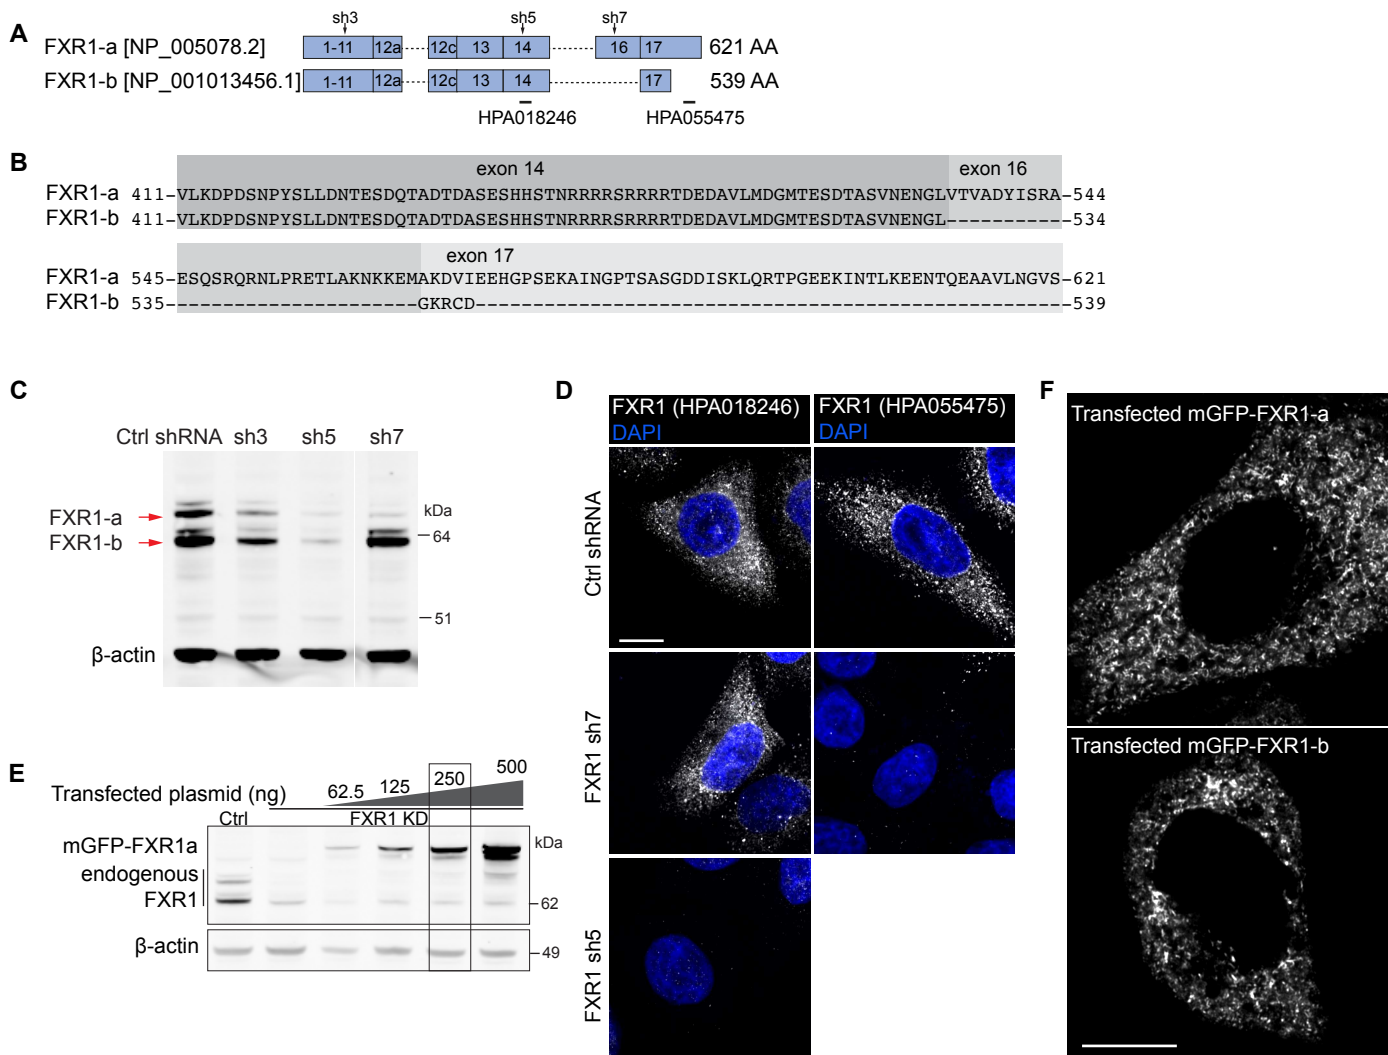 A
sh3 sh5 sh7
FXR1-a [NP_005078.2] 1-11 12a 12c 13 14 16 17 621 AA
FXR1-b [NP_001013456.1] 1-11 12a 12c 13 14 17 539 AA
HPA018246 HPA055475
B
exon 14 exon 16
FXR1-a 411–VLKDPDSNPYSLLDNTESDQTADTDASESHHSTNRRRRSRRRRTDEDAVLMDGMTESDTASVNENGLVTVADYISRA–544
FXR1-b 411–VLKDPDSNPYSLLDNTESDQTADTDASESHHSTNRRRRSRRRRTDEDAVLMDGMTESDTASVNENGL-----------534
exon 17
FXR1-a 545–ESQSRQRNLPRETLAKNKKEMAKDVIEEHGPSEKAINGPTSASGDDISKLQRTPGEEKINTLKEENTQEAAVLNGVS–621
FXR1-b 535–---------------------GKRCD---------------------------------------------------–539
C
Ctrl shRNA sh3 sh5 sh7
kDa
FXR1-a
64
FXR1-b
51
β-actin
D
FXR1 (HPA018246) FXR1 (HPA055475)
DAPI DAPI
Ctrl shRNA
FXR1 sh7
FXR1 sh5
E
Transfected plasmid (ng) 62.5 125 250 500
Ctrl FXR1 KD
kDa
mGFP-FXR1a
endogenous
FXR1
62
β-actin
49
F
Transfected mGFP-FXR1-a
Transfected mGFP-FXR1-b